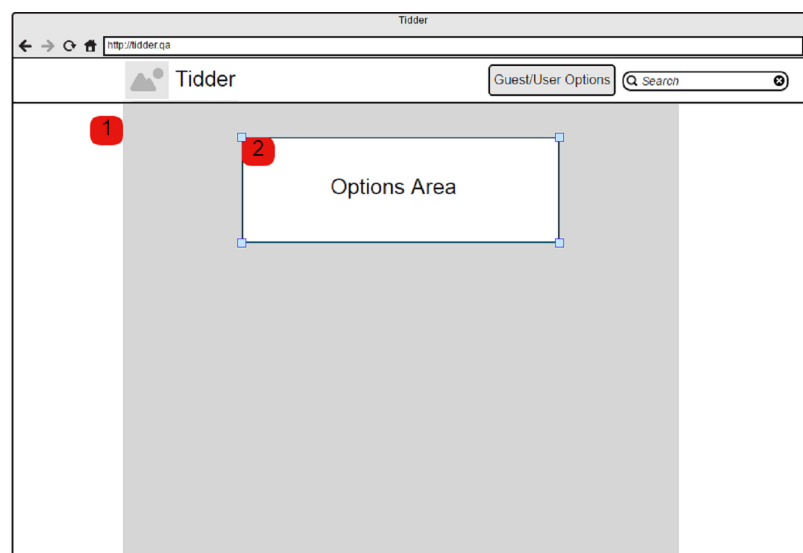 Tidder
http://tidder.qa
Tidder
Guest/User Options
Search
1
2
Options Area